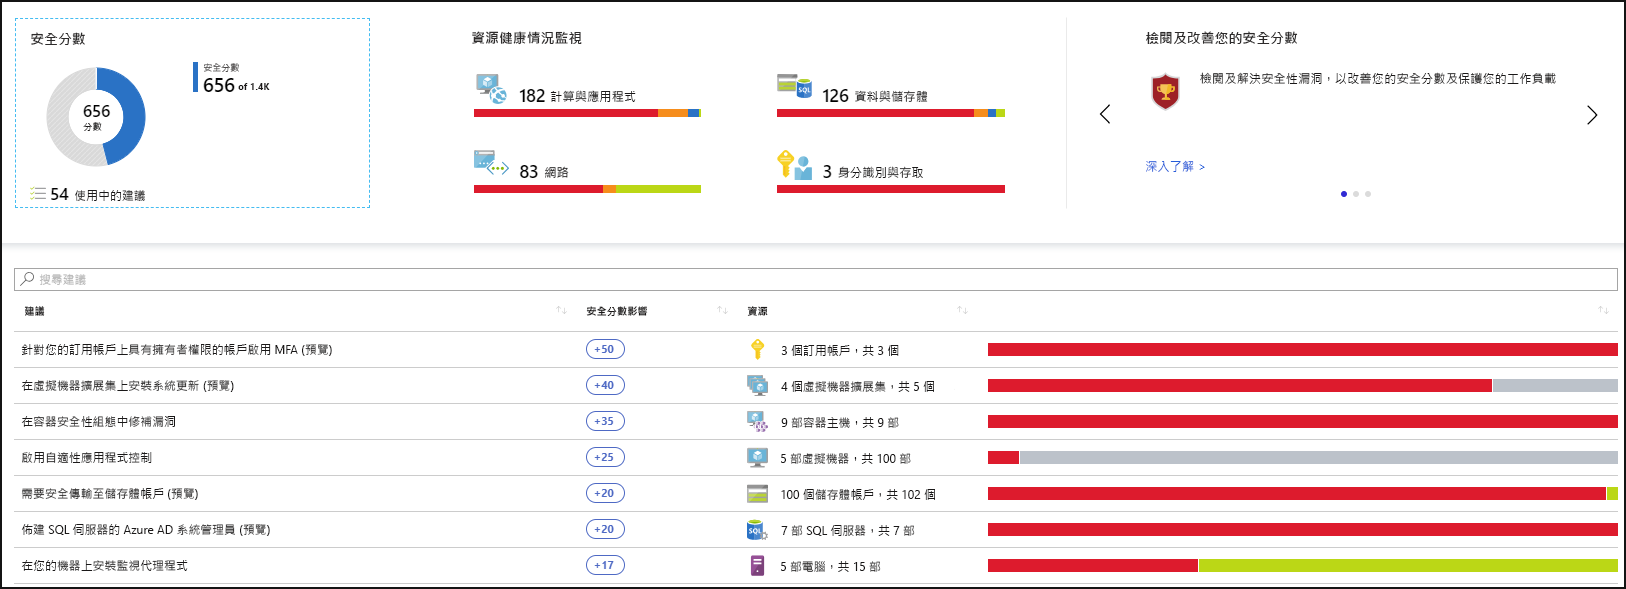 安全分數
656
分數
安全分數
656 of 1.4K
54 使用中的建議
資源健康情況監視
182 計算與應用程式
126 資料與儲存體
83 網路
3 身分識別與存取
檢閱及改善您的安全分數
檢閱及解決安全性漏洞，以改善您的安全分數及保護您的工作負載
深入了解 >
搜尋建議
建議 安全分數影響 資源
針對您的訂用帳戶上具有擁有者權限的帳戶啟用 MFA (預覽) +50 3 個訂用帳戶，共 3 個
在虛擬機器擴展集上安裝系統更新 (預覽) +40 4 個虛擬機器擴展集，共 5 個
在容器安全性組態中修補漏洞 +35 9 部容器主機，共 9 部
啟用自適性應用程式控制 +25 5 部虛擬機器，共 100 部
需要安全傳輸至儲存體帳戶 (預覽) +20 100 個儲存體帳戶，共 102 個
佈建 SQL 伺服器的 Azure AD 系統管理員 (預覽) +20 SQL 7 部 SQL 伺服器，共 7 部
在您的機器上安裝監視代理程式 +17 5 部電腦，共 15 部